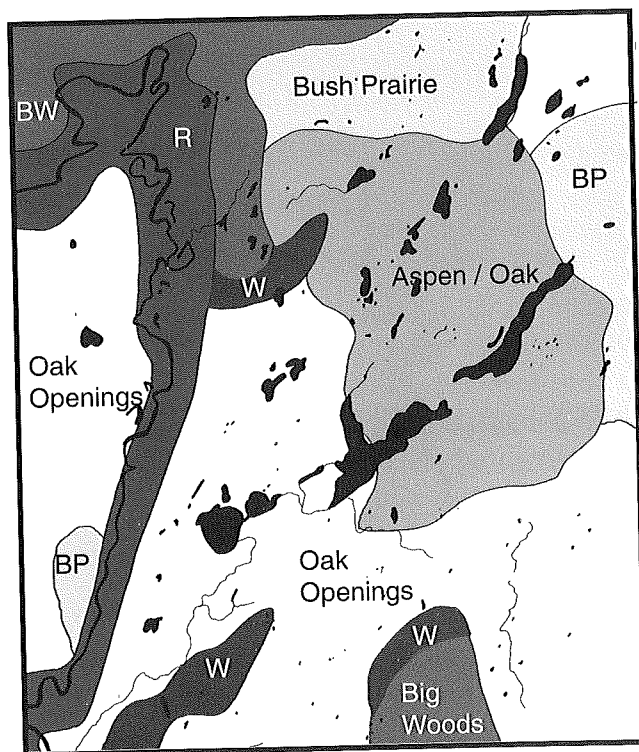 Bush Prairie
BW
R
BP
W
Aspen / Oak
Oak
Openings
BP
Oak
Openings
W
W
Big
Woods